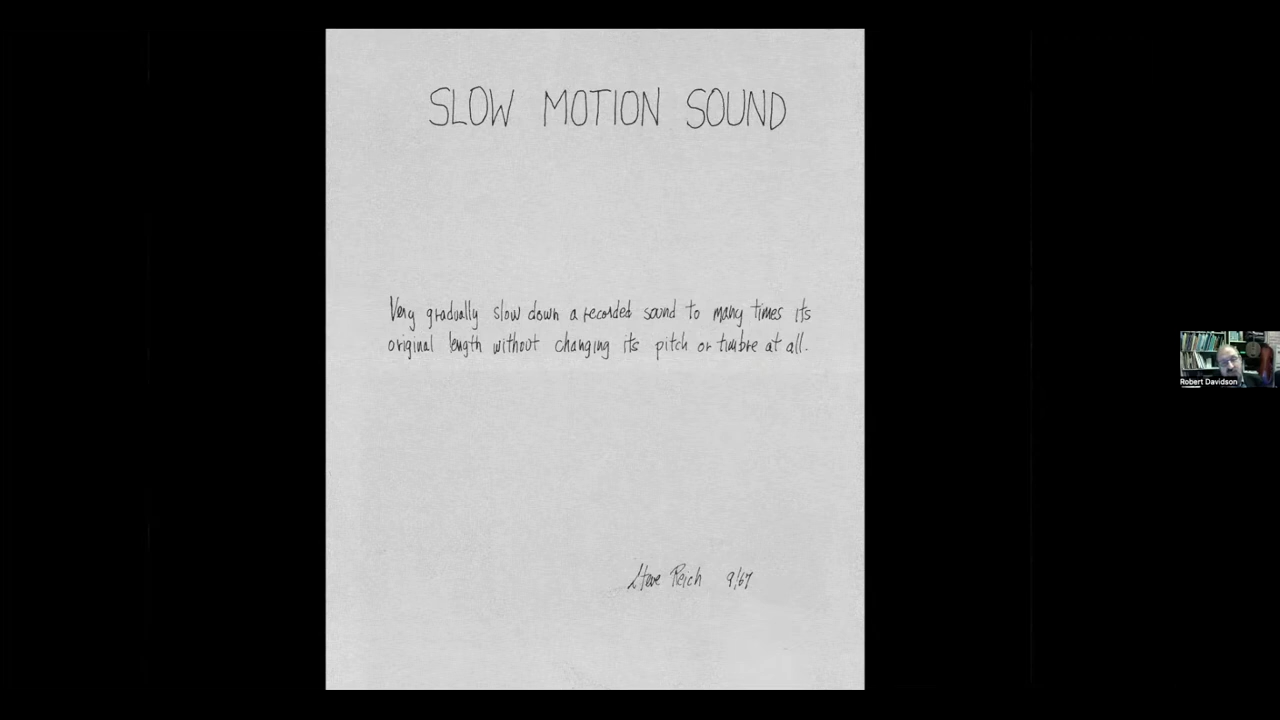 SLOW MOTION SOUND
Very gradually slow down a recorded sound to many times its
original length without changing its pitch or timbre at all.
Steve Reich 9/67
Robert Davidson